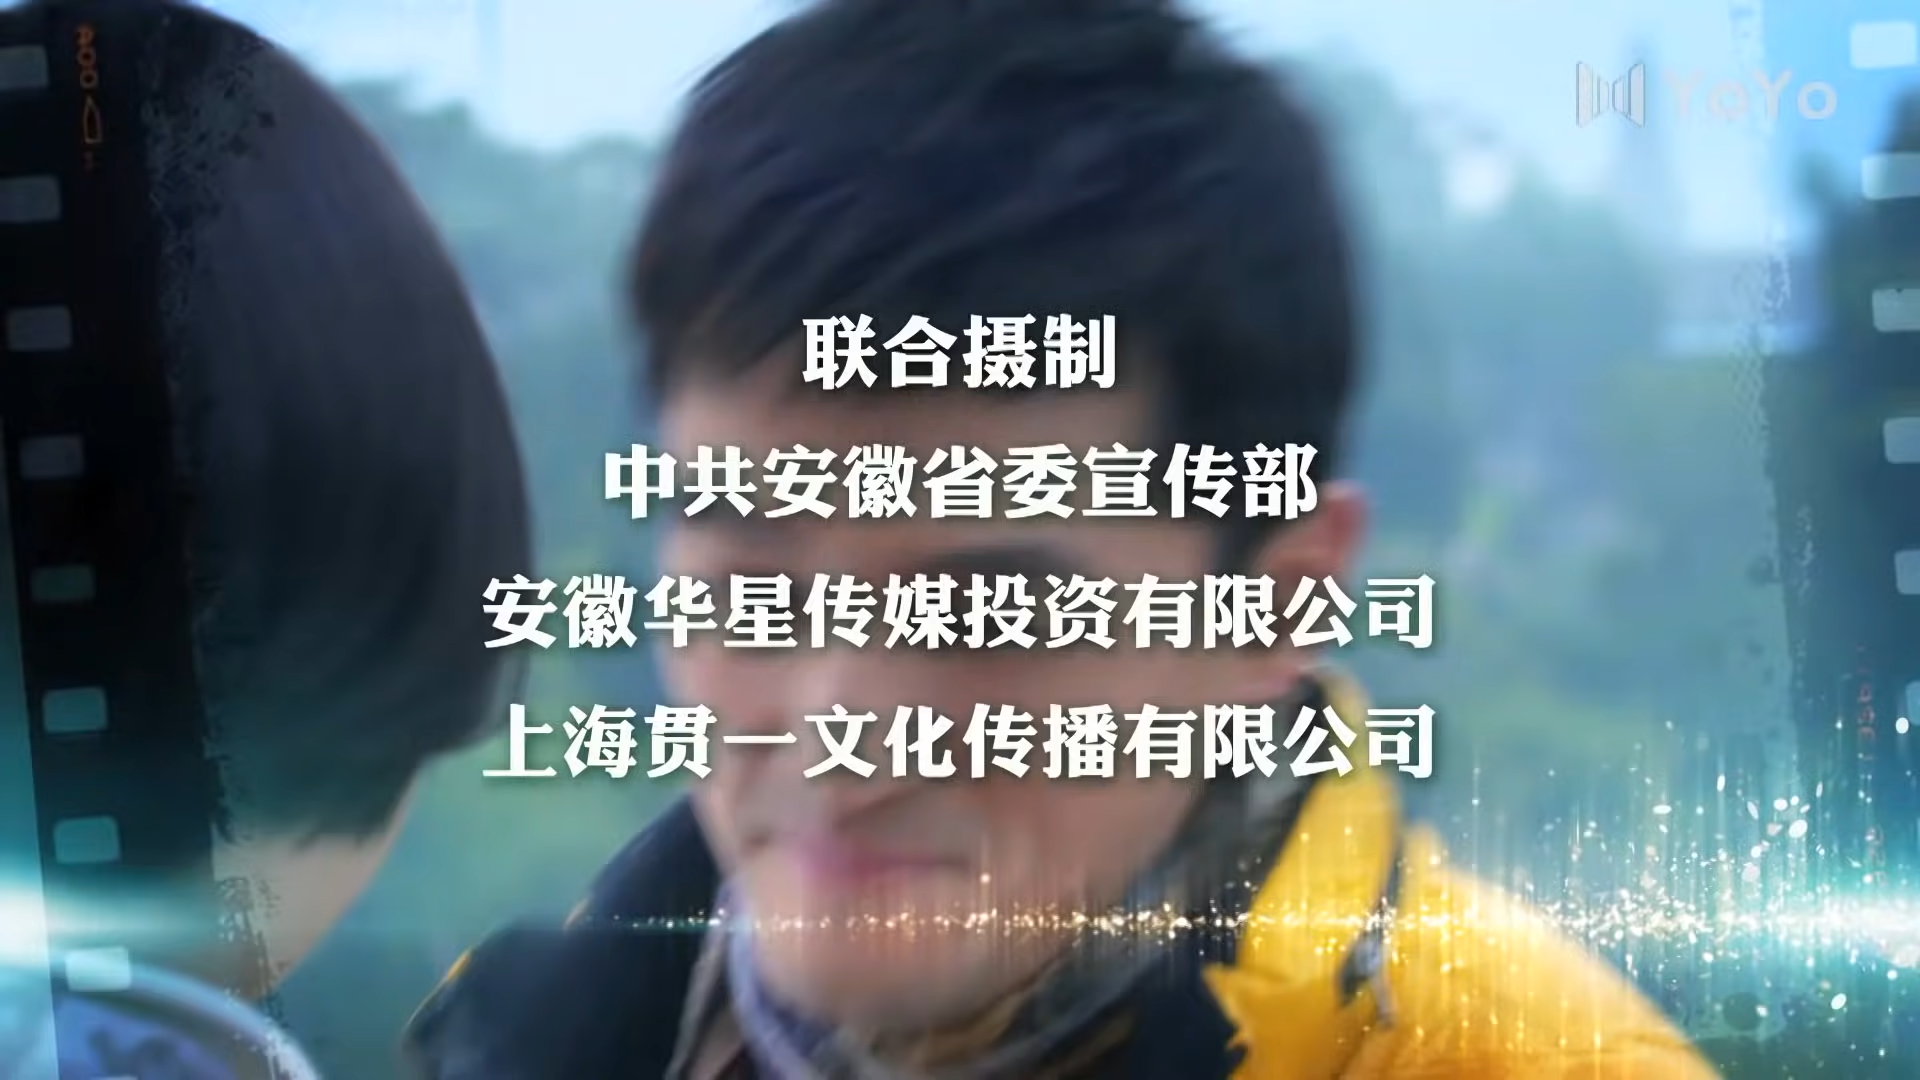 YoYo
联合摄制
中共安徽省委宣传部
安徽华星传媒投资有限公司
上海贯一文化传播有限公司